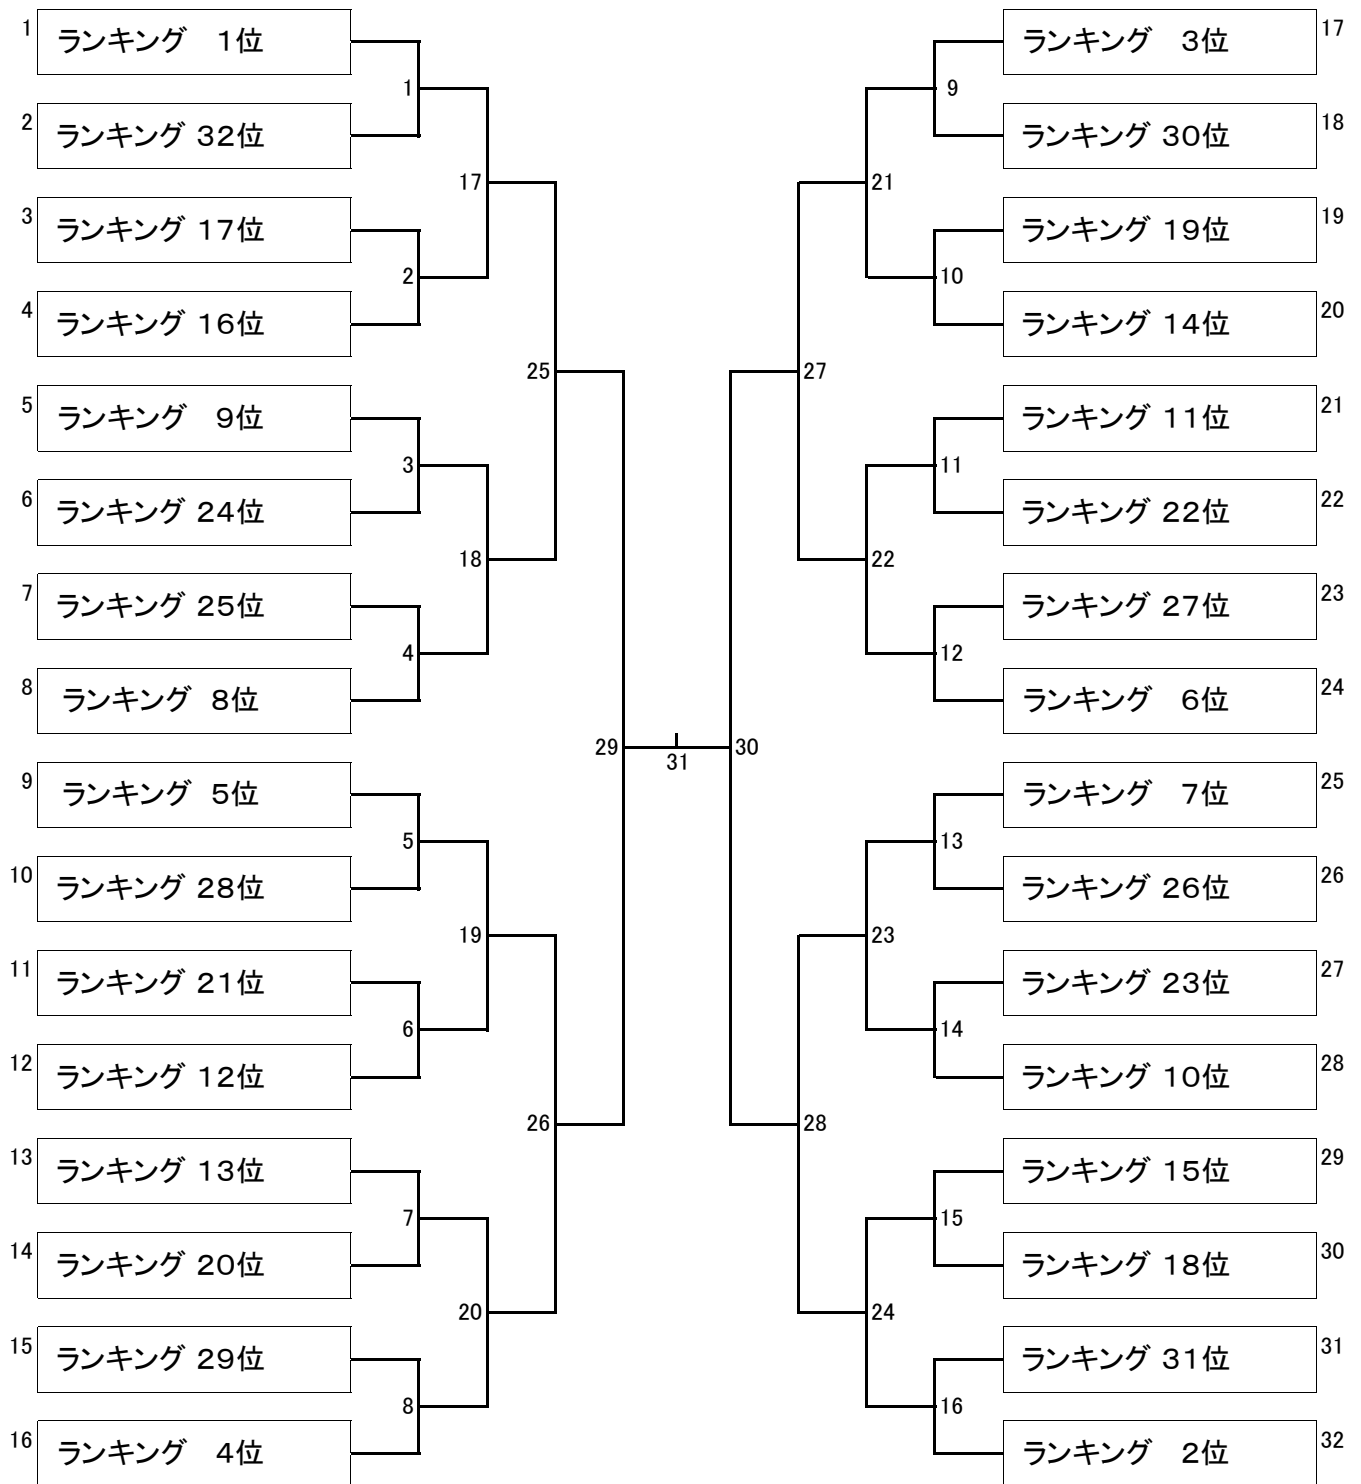 1 ランキング　1位
1
2 ランキング 32位
17
3 ランキング 17位
2
4 ランキング 16位
25
5 ランキング　9位
3
6 ランキング 24位
18
7 ランキング 25位
4
8 ランキング 8位
29
9 ランキング 5位
5
10 ランキング 28位
19
11 ランキング 21位
6
12 ランキング 12位
26
13 ランキング 13位
7
14 ランキング 20位
20
15 ランキング 29位
8
16 ランキング　4位
31
ランキング　3位 17
9
ランキング 30位 18
21
ランキング 19位 19
10
ランキング 14位 20
27
ランキング 11位 21
11
ランキング 22位 22
22
ランキング 27位 23
12
ランキング　6位 24
30
ランキング　7位 25
13
ランキング 26位 26
23
ランキング 23位 27
14
ランキング 10位 28
28
ランキング 15位 29
15
ランキング 18位 30
24
ランキング 31位 31
16
ランキング　2位 32